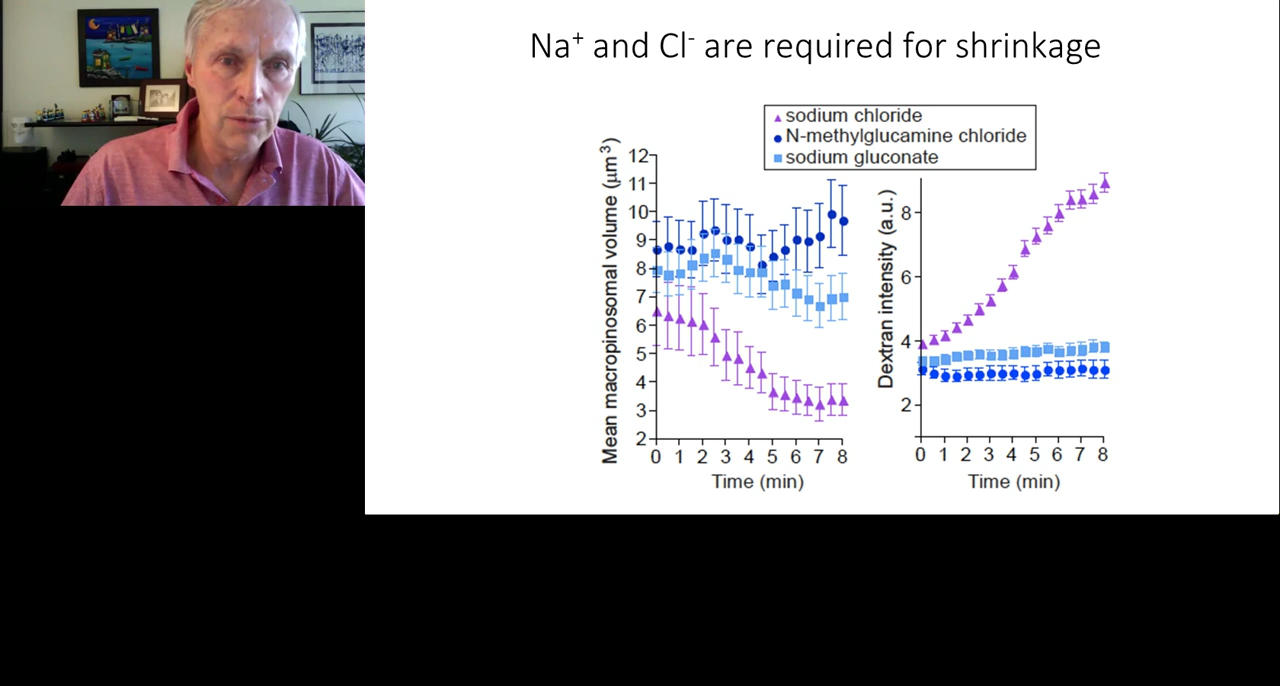 Na⁺ and Cl⁻ are required for shrinkage
sodium chloride
N-methylglucamine chloride
sodium gluconate
Mean macropinosomal volume (μm³)
12
11
10
9
8
7
6
5
4
3
2
0 1 2 3 4 5 6 7 8
Time (min)
Dextran intensity (a.u.)
8
6
4
2
0 1 2 3 4 5 6 7 8
Time (min)